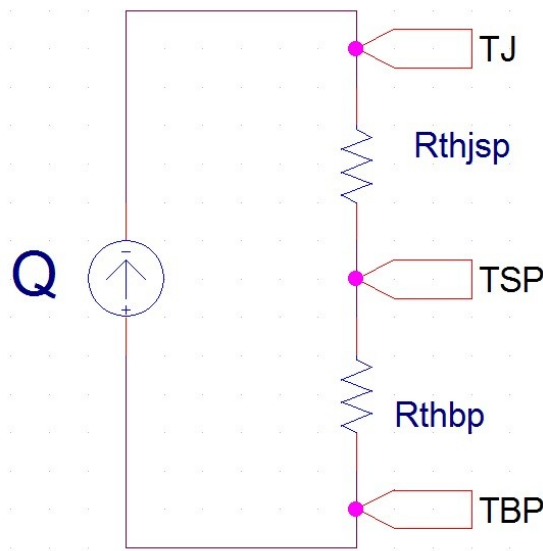 TJ
Rthjsp
Q
-
+
TSP
Rthbp
TBP